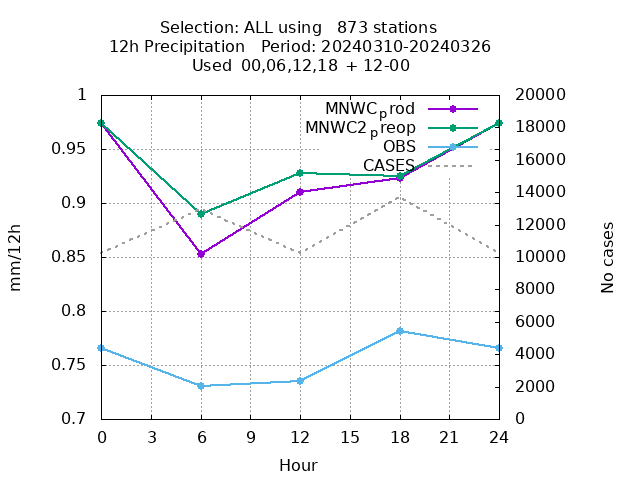 Selection: ALL using   873 stations
12h Precipitation   Period: 20240310-20240326
Used  00,06,12,18  + 12-00
1
0.95
0.9
0.85
0.8
0.75
0.7
mm/12h
MNWCprod
MNWC2preop
OBS
CASES
20000
18000
16000
14000
12000
10000
8000
6000
4000
2000
0
No cases
0 3 6 9 12 15 18 21 24
Hour